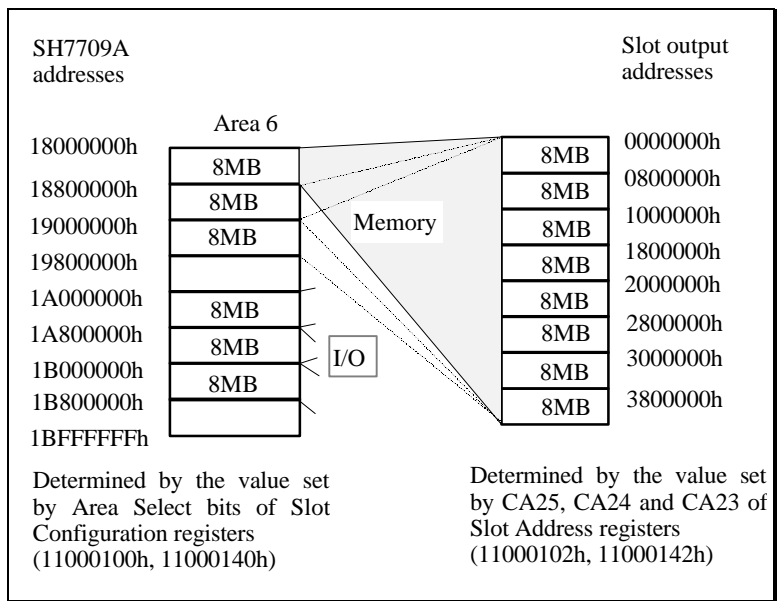 SH7709A
addresses
Slot output
addresses
Area 6
18000000h
8MB
18800000h
8MB
19000000h
8MB
19800000h
1A000000h
8MB
1A800000h
8MB
1B000000h
8MB
1B800000h
1BFFFFFFh
Memory
I/O
8MB
0000000h
8MB
0800000h
8MB
1000000h
8MB
1800000h
8MB
2000000h
8MB
2800000h
8MB
3000000h
8MB
3800000h
Determined by the value set
by Area Select bits of Slot
Configuration registers
(11000100h, 11000140h)
Determined by the value set
by CA25, CA24 and CA23 of
Slot Address registers
(11000102h, 11000142h)